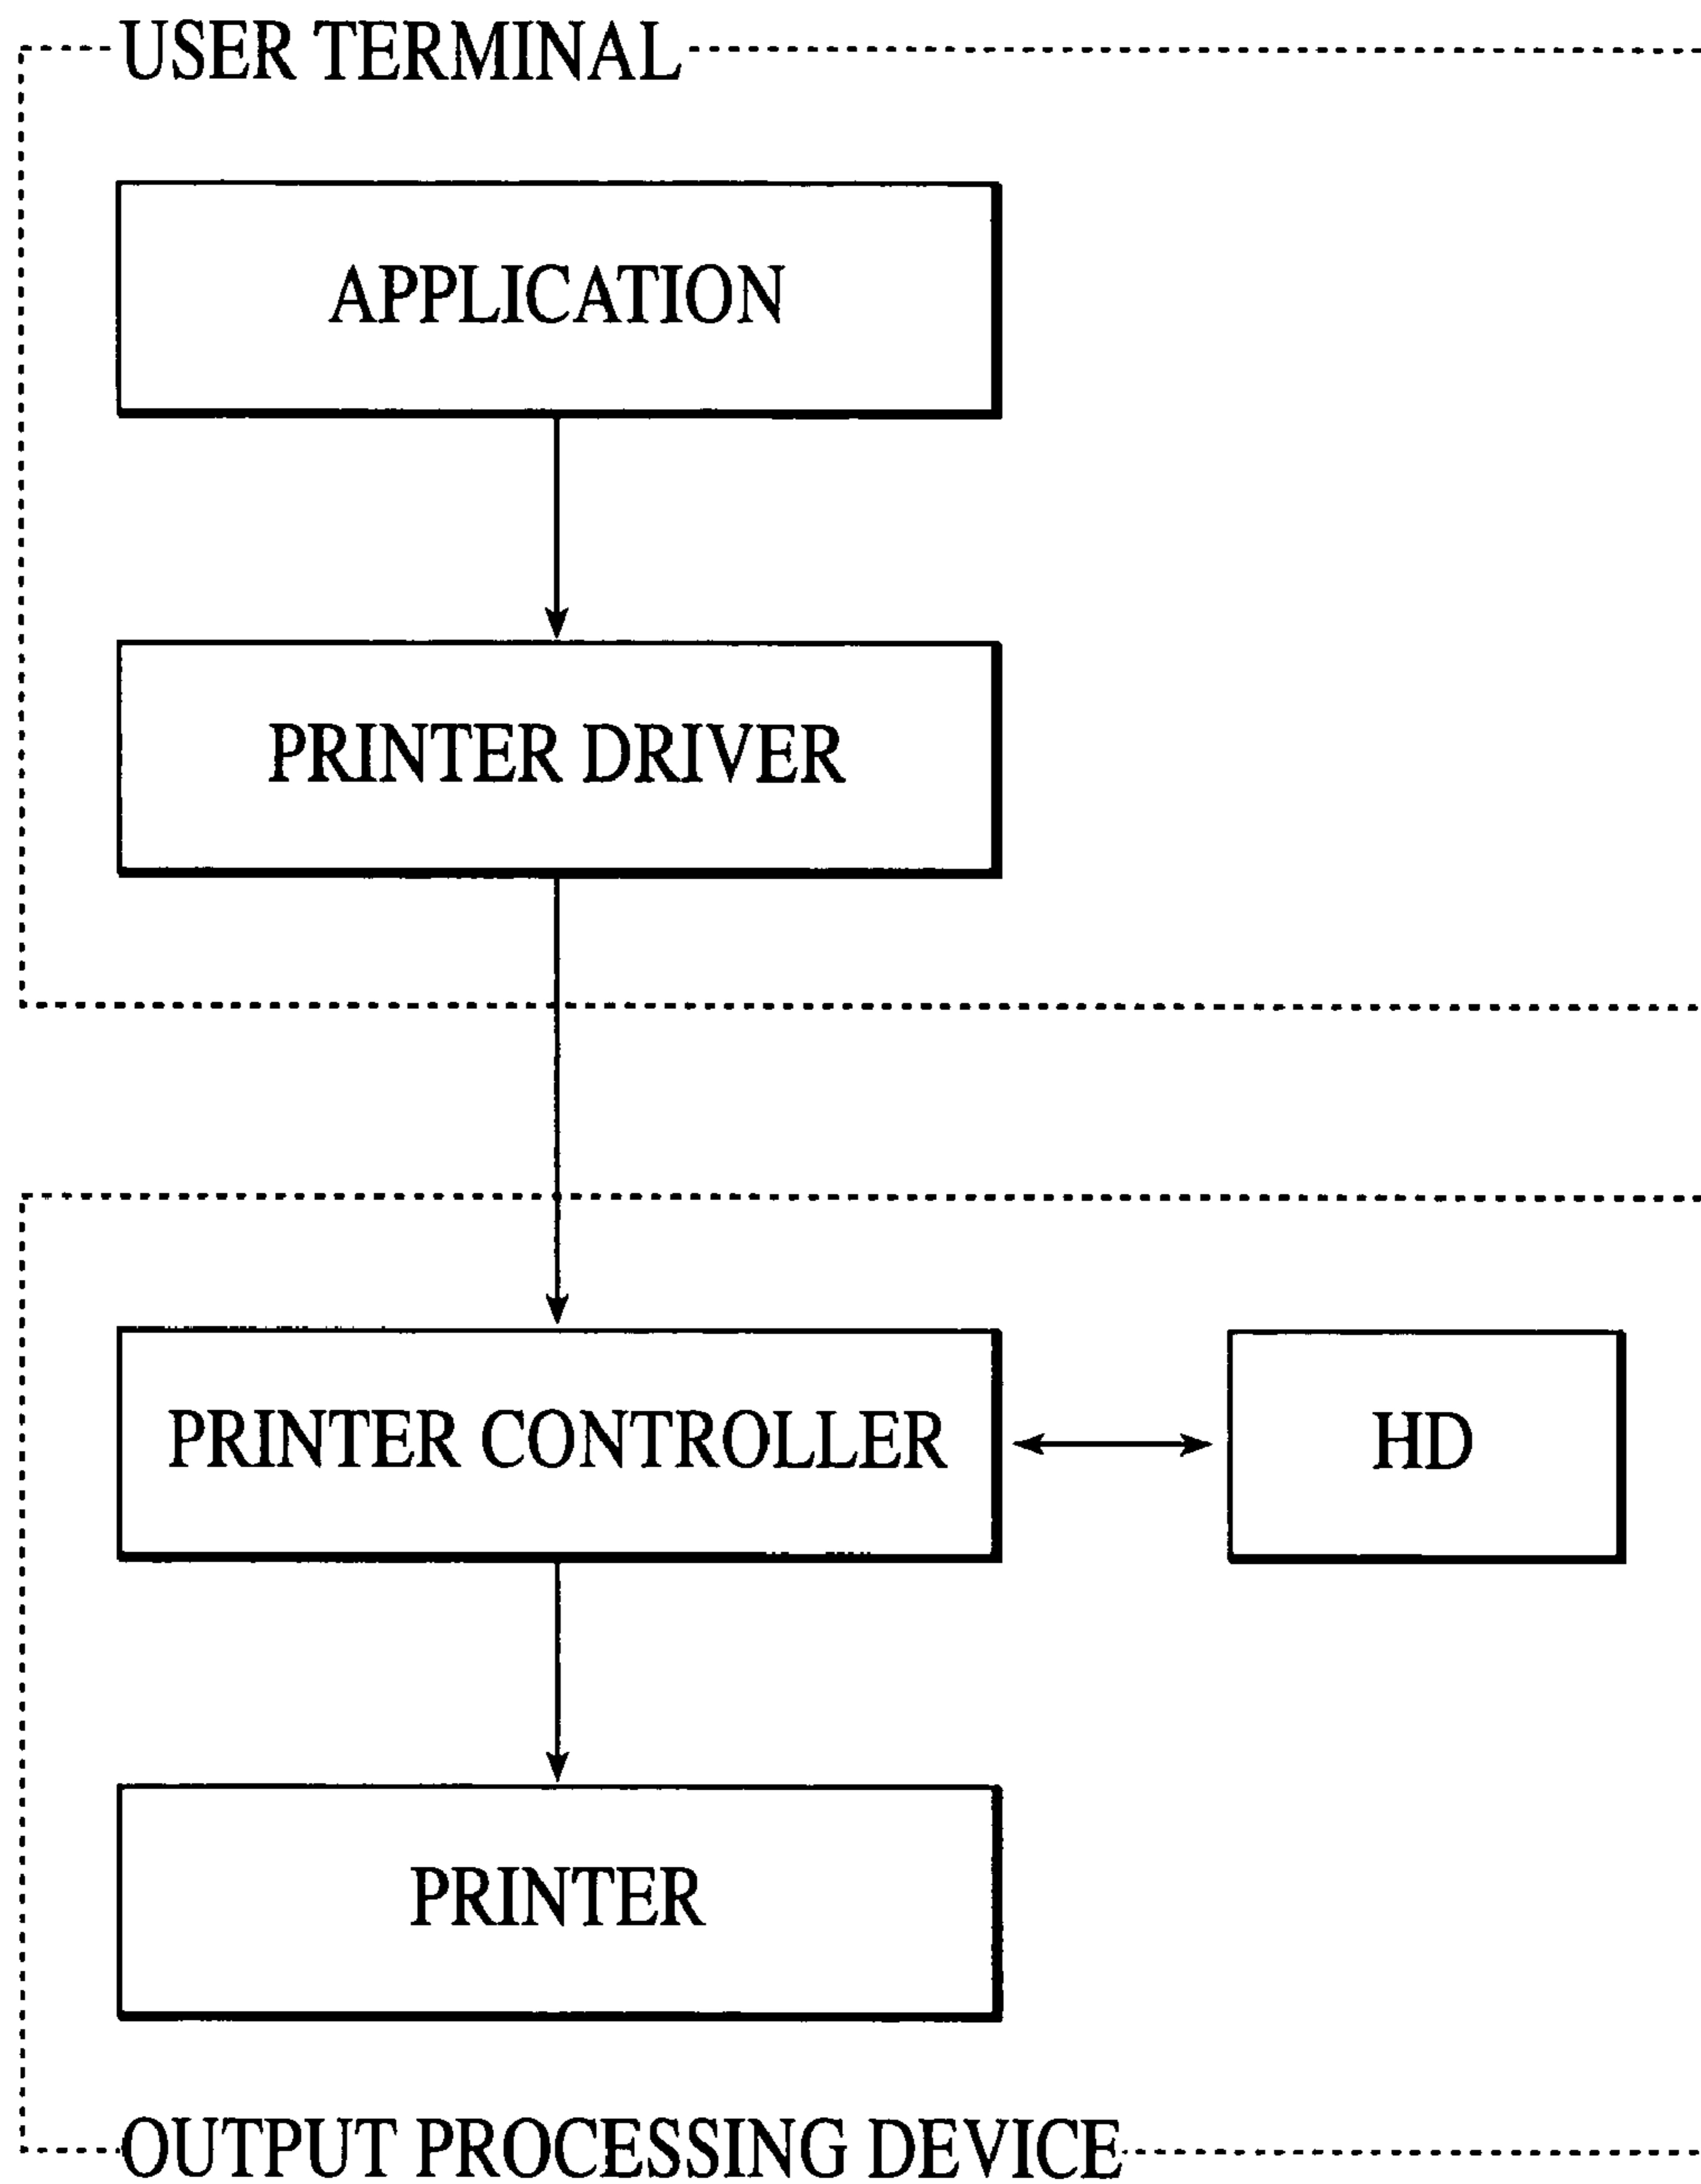 USER TERMINAL
APPLICATION
PRINTER DRIVER
PRINTER CONTROLLER
HD
PRINTER
OUTPUT PROCESSING DEVICE